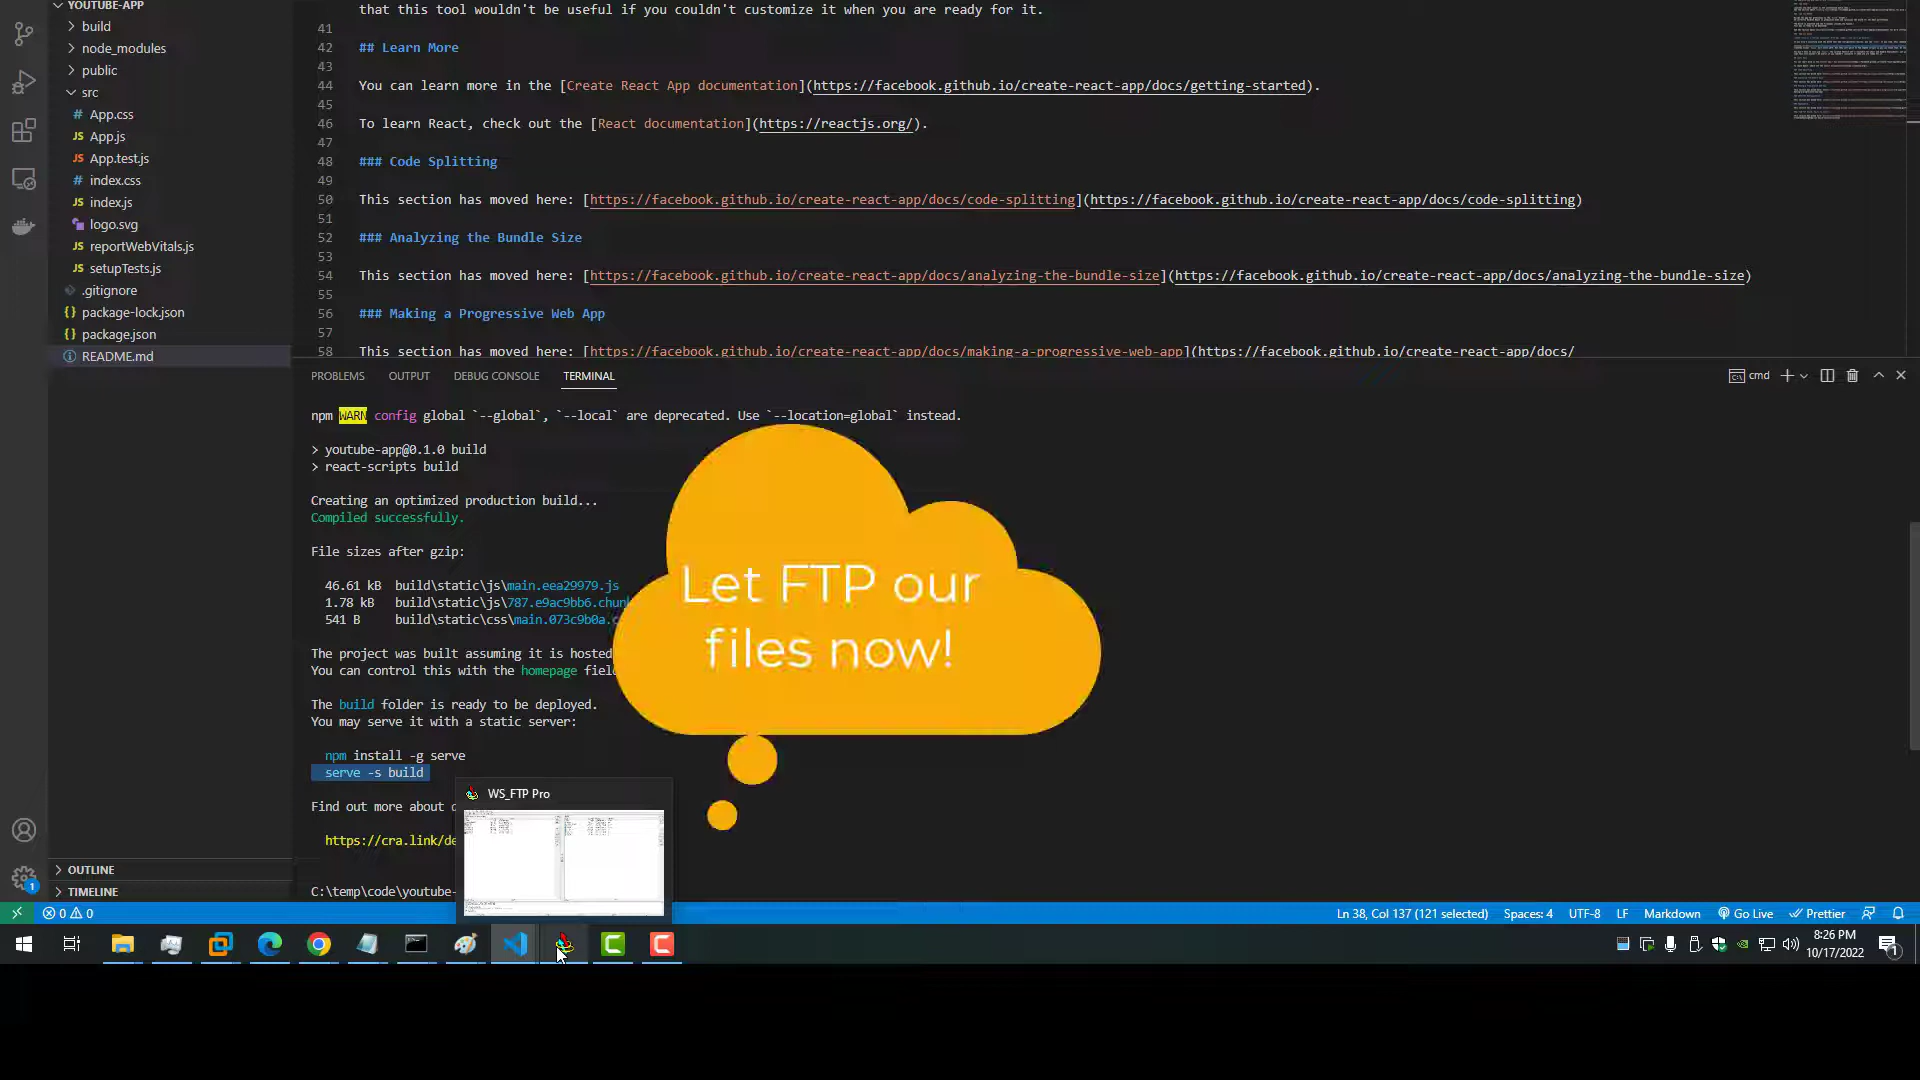 YOUTUBE-APP
build
node_modules
public
src
# App.css
JS App.js
JS App.test.js
# index.css
JS index.js
logo.svg
JS reportWebVitals.js
JS setupTests.js
.gitignore
{} package-lock.json
{} package.json
README.md
OUTLINE
TIMELINE
that this tool wouldn't be useful if you couldn't customize it when you are ready for it.
41
42 ## Learn More
43
44 You can learn more in the [Create React App documentation](https://facebook.github.io/create-react-app/docs/getting-started).
45
46 To learn React, check out the [React documentation](https://reactjs.org/).
47
48 ### Code Splitting
49
50 This section has moved here: [https://facebook.github.io/create-react-app/docs/code-splitting](https://facebook.github.io/create-react-app/docs/code-splitting)
51
52 ### Analyzing the Bundle Size
53
54 This section has moved here: [https://facebook.github.io/create-react-app/docs/analyzing-the-bundle-size](https://facebook.github.io/create-react-app/docs/analyzing-the-bundle-size)
55
56 ### Making a Progressive Web App
57
58 This section has moved here: [https://facebook.github.io/create-react-app/docs/making-a-progressive-web-app](https://facebook.github.io/create-react-app/docs/
PROBLEMS OUTPUT DEBUG CONSOLE TERMINAL
cmd
npm WARN config global `--global`, `--local` are deprecated. Use `--location=global` instead.
> youtube-app@0.1.0 build
> react-scripts build
Creating an optimized production build...
Compiled successfully.
File sizes after gzip:
46.61 kB build\static\js\main.eea29979.js
1.78 kB build\static\js\787.e9ac9bb6.chun
541 B build\static\css\main.073c9b0a.c
The project was built assuming it is hosted
You can control this with the homepage fiel
The build folder is ready to be deployed.
You may serve it with a static server:
npm install -g serve
serve -s build
Find out more about d
https://cra.link/de
C:\temp\code\youtube-
Let FTP our
files now!
WS_FTP Pro
0 0
Ln 38, Col 137 (121 selected) Spaces: 4 UTF-8 LF Markdown Go Live Prettier
1
8:26 PM
10/17/2022
1